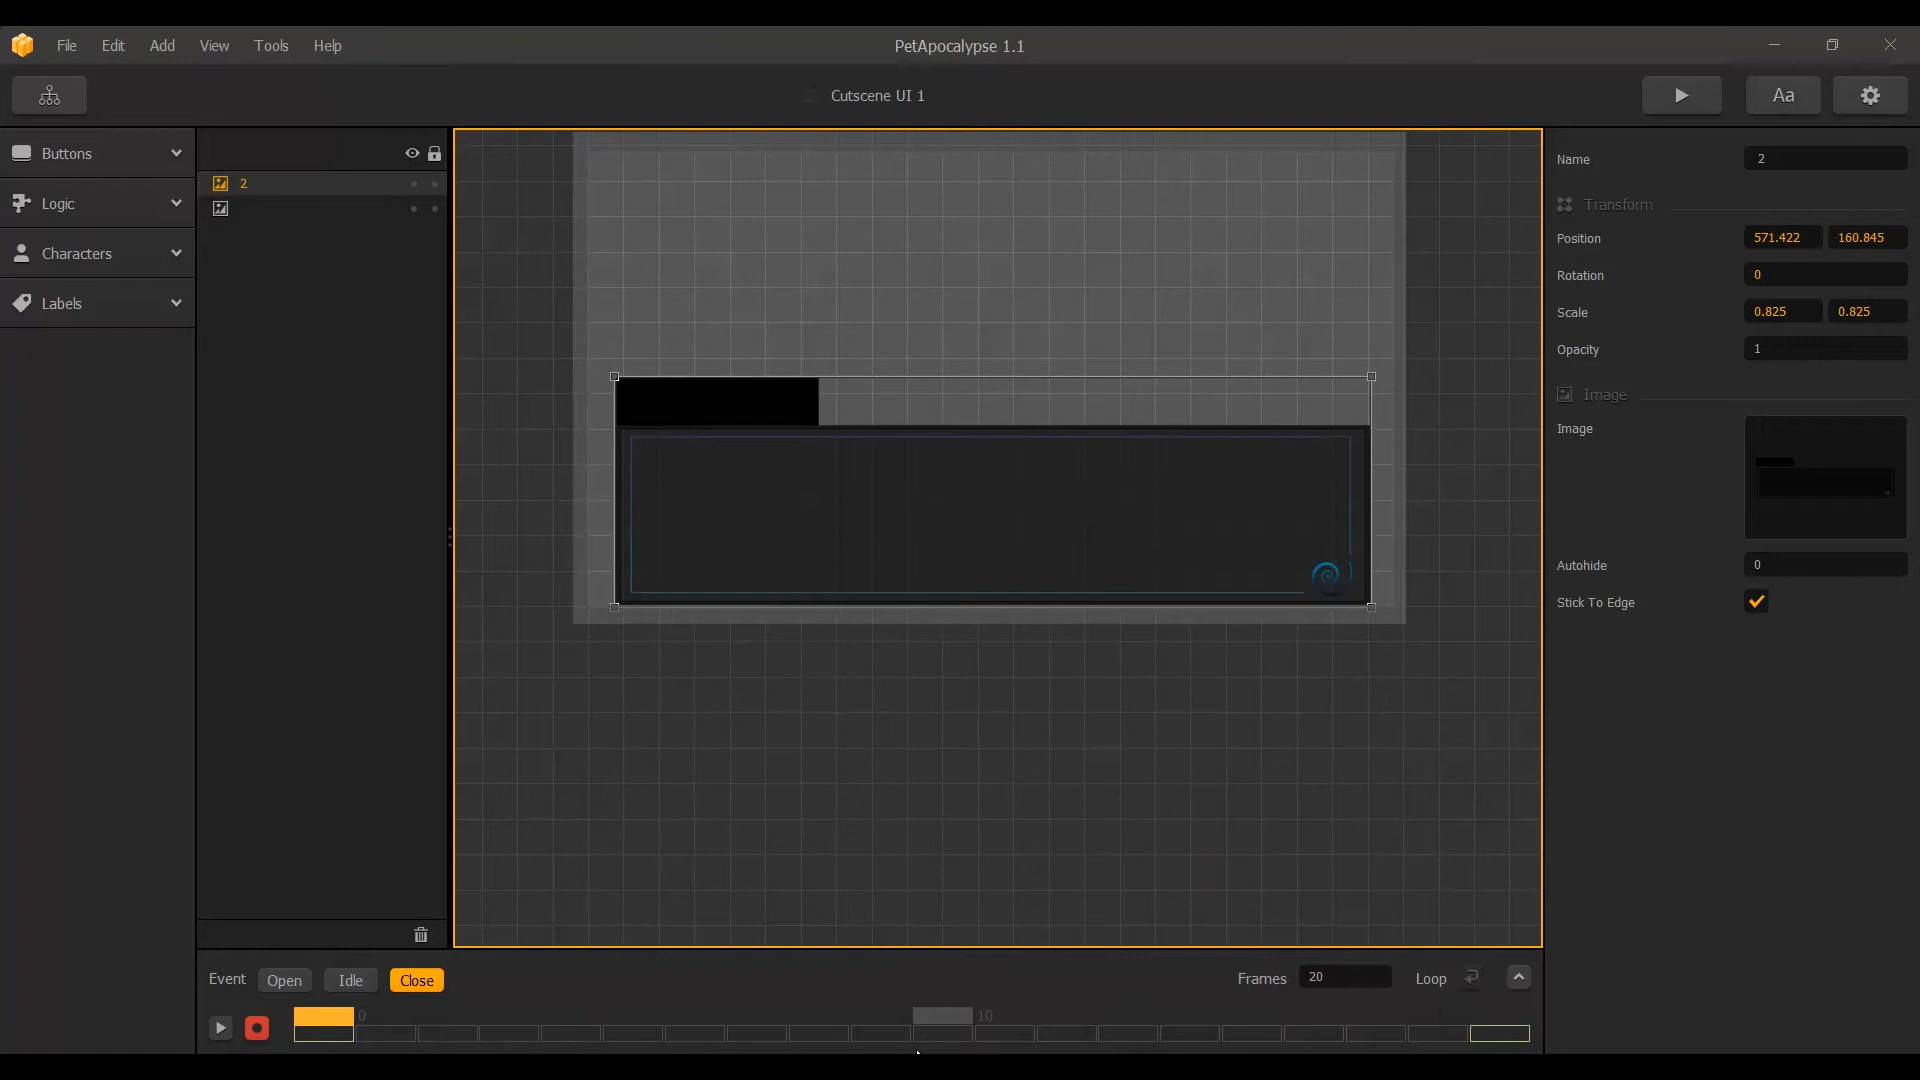 File Edit Add View Tools Help
PetApocalypse 1.1
Cutscene UI 1
Aa
Buttons
Logic
Characters
Labels
2
Name 2
Transform
Position 571.422 160.845
Rotation 0
Scale 0.825 0.825
Opacity 1
Image
Image
Autohide 0
Stick To Edge
Event Open Idle Close
Frames 20 Loop
0 10